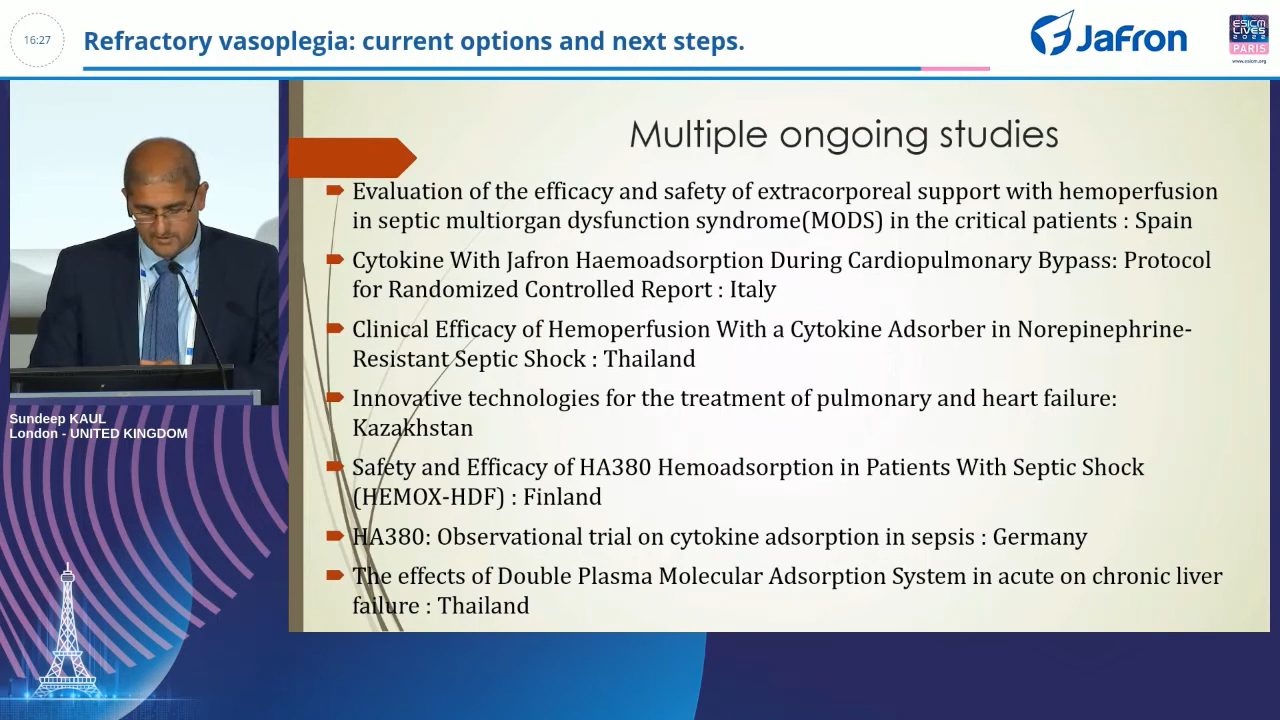 16:27
Refractory vasoplegia: current options and next steps.
Jafron
ESICM
LIVES
2022
PARIS
www.esicm.org
Multiple ongoing studies
Evaluation of the efficacy and safety of extracorporeal support with hemoperfusion
in septic multiorgan dysfunction syndrome(MODS) in the critical patients : Spain
Cytokine With Jafron Haemoadsorption During Cardiopulmonary Bypass: Protocol
for Randomized Controlled Report : Italy
Clinical Efficacy of Hemoperfusion With a Cytokine Adsorber in Norepinephrine-
Resistant Septic Shock : Thailand
Innovative technologies for the treatment of pulmonary and heart failure:
Kazakhstan
Safety and Efficacy of HA380 Hemoadsorption in Patients With Septic Shock
(HEMOX-HDF) : Finland
HA380: Observational trial on cytokine adsorption in sepsis : Germany
The effects of Double Plasma Molecular Adsorption System in acute on chronic liver
failure : Thailand
Sundeep KAUL
London - UNITED KINGDOM